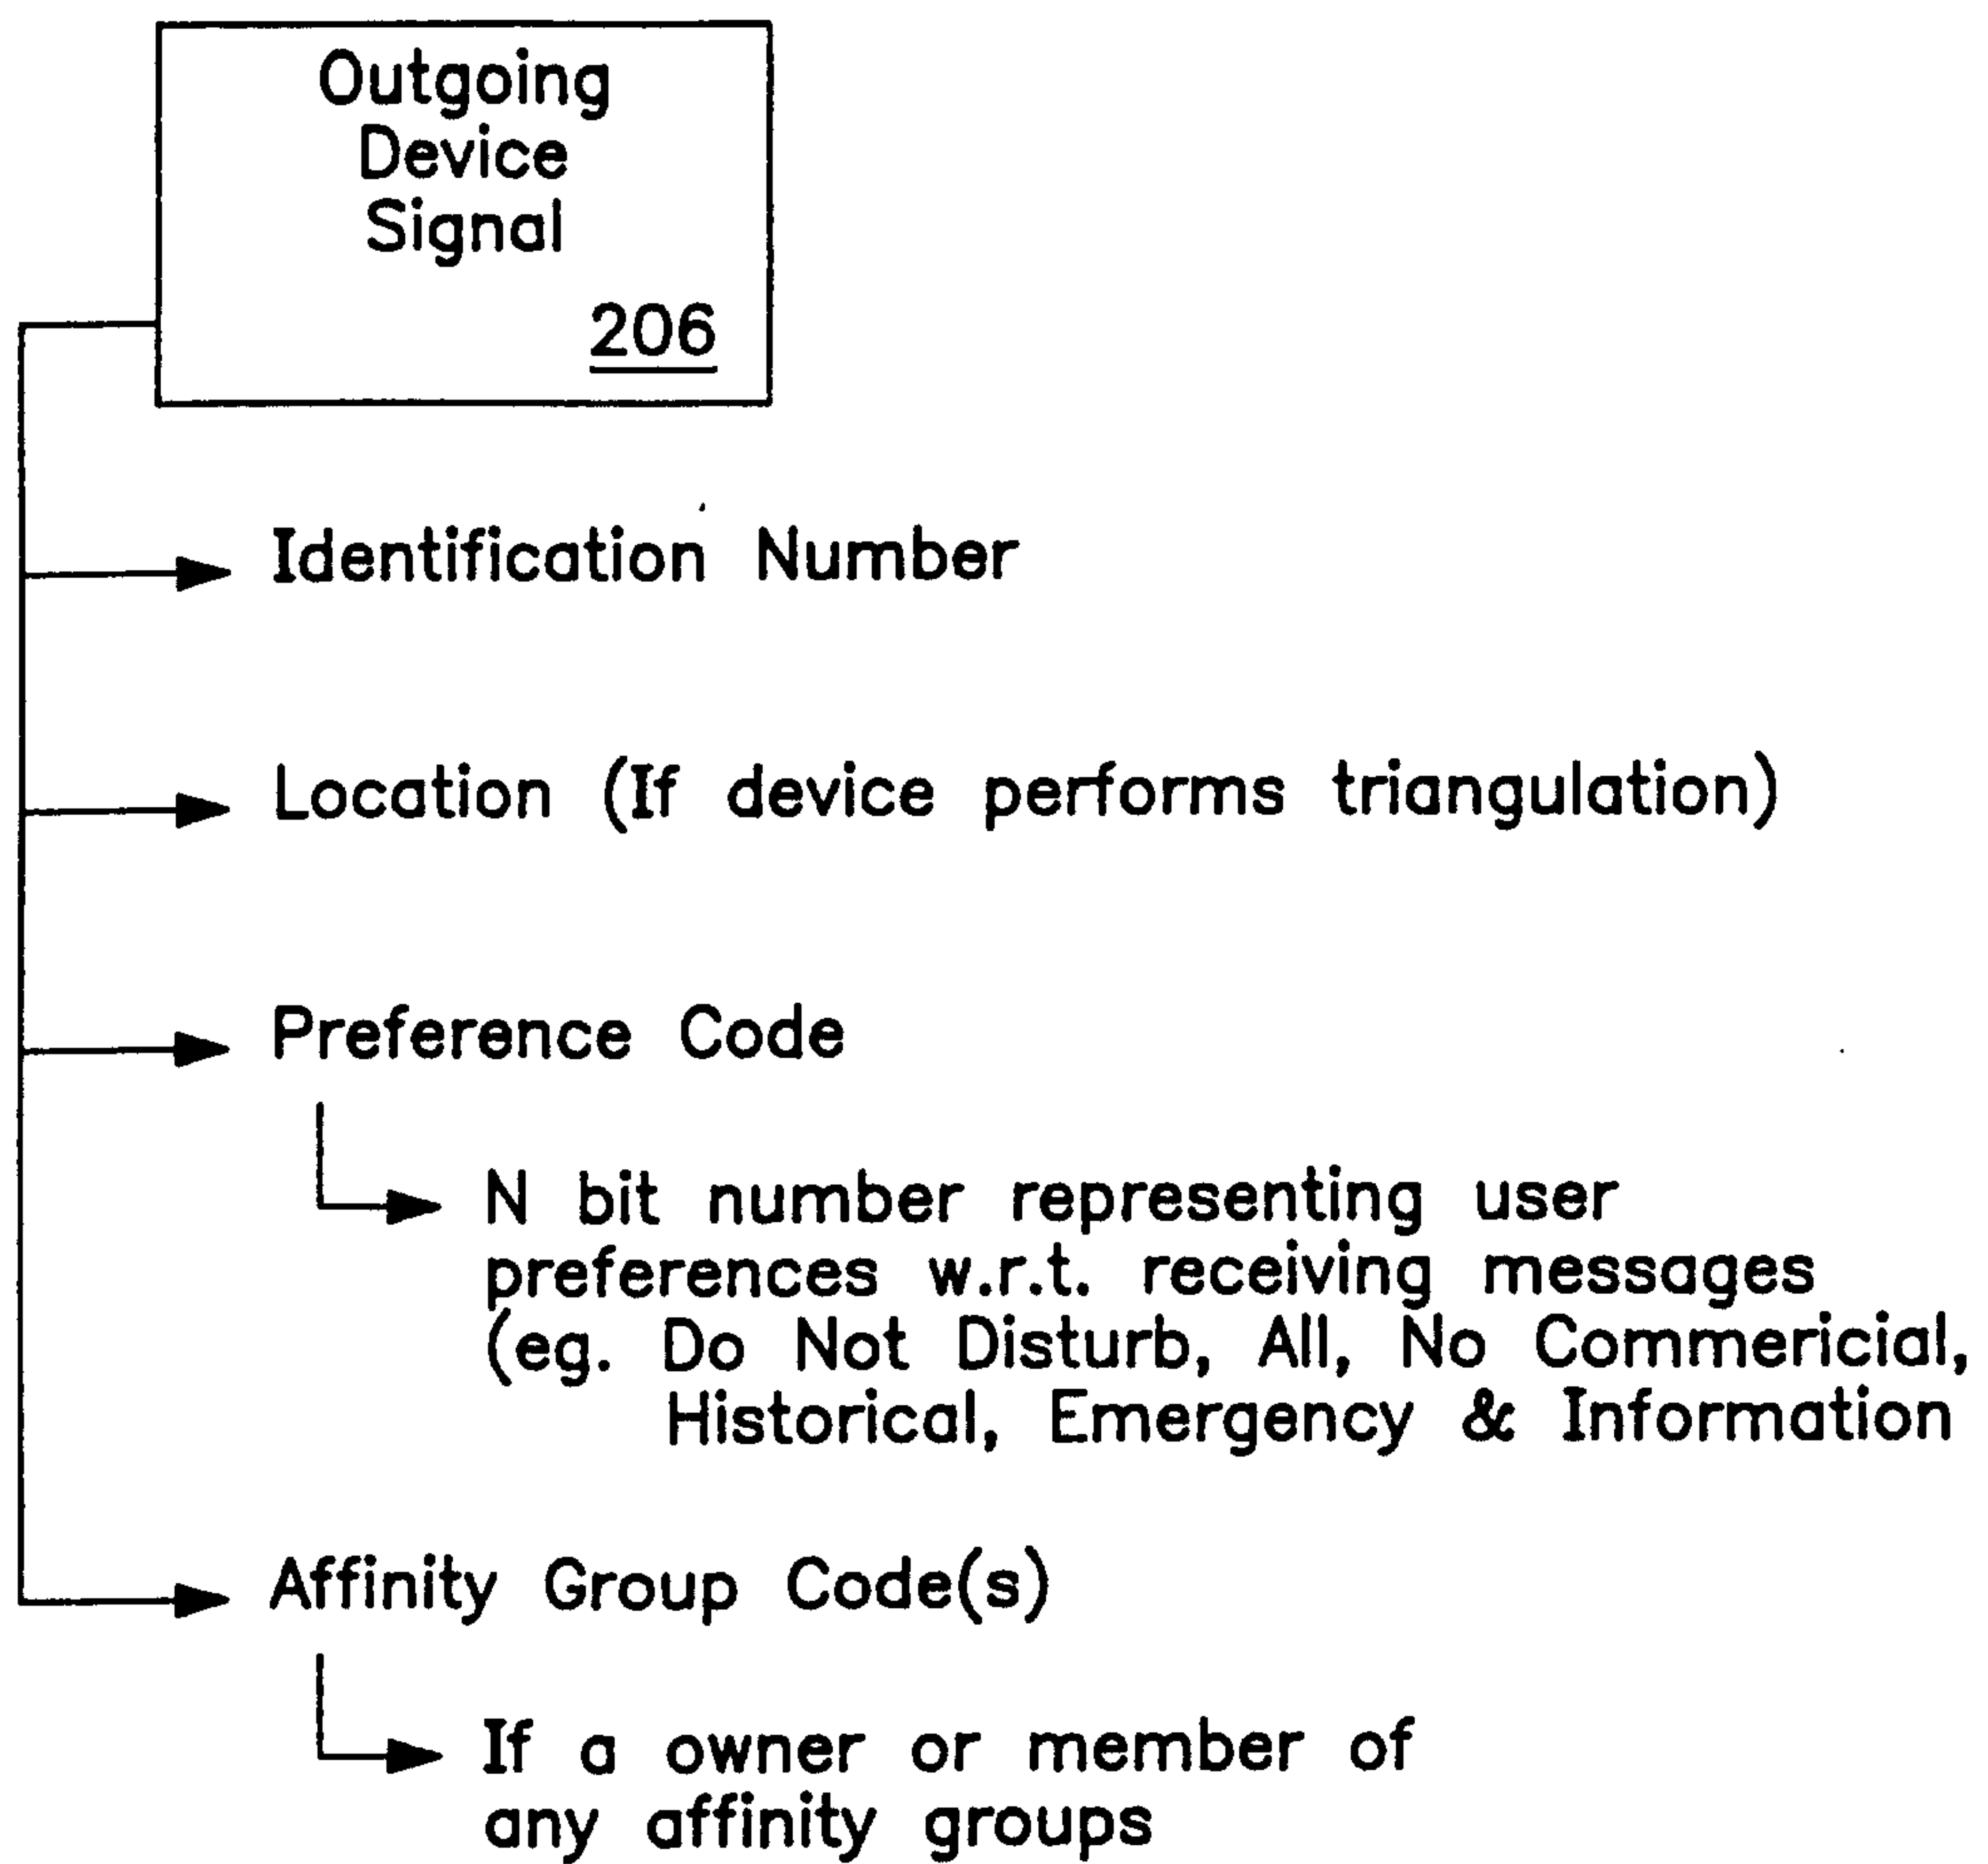 Outgoing
Device
Signal
206
Identification Number
Location (If device performs triangulation)
Preference Code
N bit number representing user
preferences w.r.t. receiving messages
(eg. Do Not Disturb, All, No Commericial,
Historical, Emergency & Information
Affinity Group Code(s)
If a owner or member of
any affinity groups